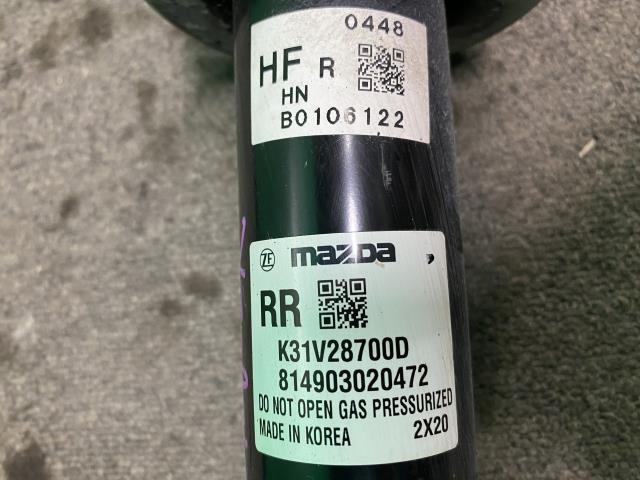 0448
HF R
HN
B0106122
ZF mazda
RR
K31V28700D
814903020472
DO NOT OPEN GAS PRESSURIZED
MADE IN KOREA 2X20